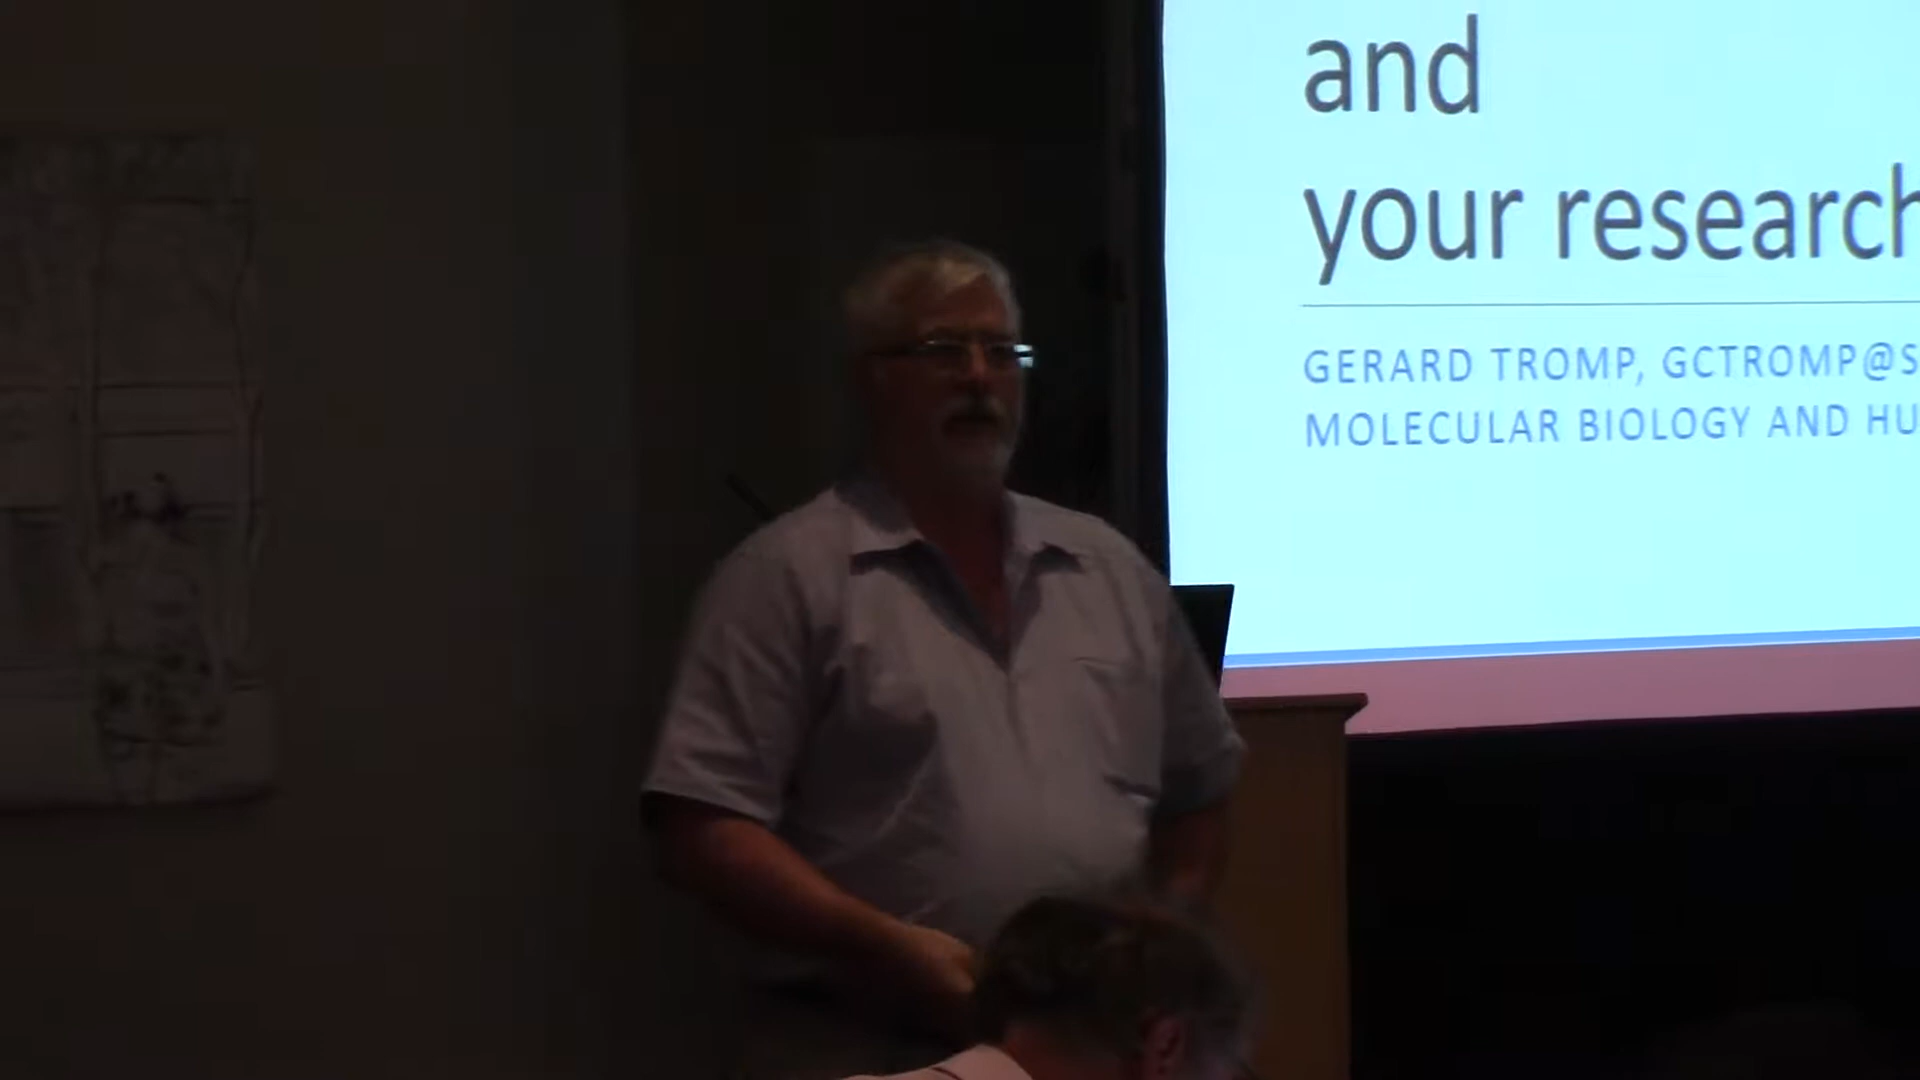 and
your research
GERARD TROMP, GCTROMP@S
MOLECULAR BIOLOGY AND HU